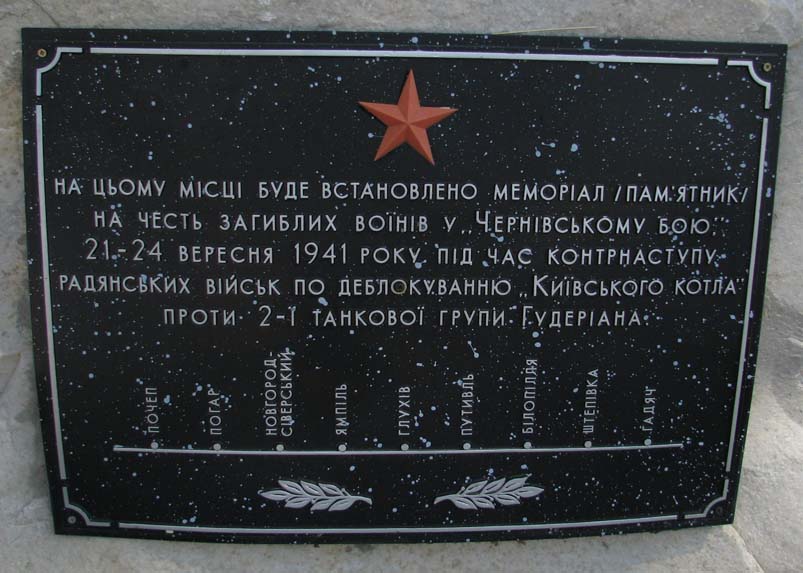 НА ЦЬОМУ МІСЦІ БУДЕ ВСТАНОВЛЕНО МЕМОРІАЛ /ПАМ'ЯТНИК/
НА ЧЕСТЬ ЗАГИБЛИХ ВОЇНІВ У „ЧЕРНІВСЬКОМУ БОЮ"
21-24 ВЕРЕСНЯ 1941 РОКУ ПІД ЧАС КОНТРНАСТУПУ
РАДЯНСЬКИХ ВІЙСЬК ПО ДЕБЛОКУВАННЮ „КИЇВСЬКОГО КОТЛА"
ПРОТИ 2-Ї ТАНКОВОЇ ГРУПИ ГУДЕРІАНА.
ПОЧЕП
ПОГАР
НОВГОРОД-
СІВЕРСЬКИЙ
ЯМПІЛЬ
ГЛУХІВ
ПУТИВЛЬ
БІЛОПІЛЛЯ
ШТЕПІВКА
ГАДЯЧ